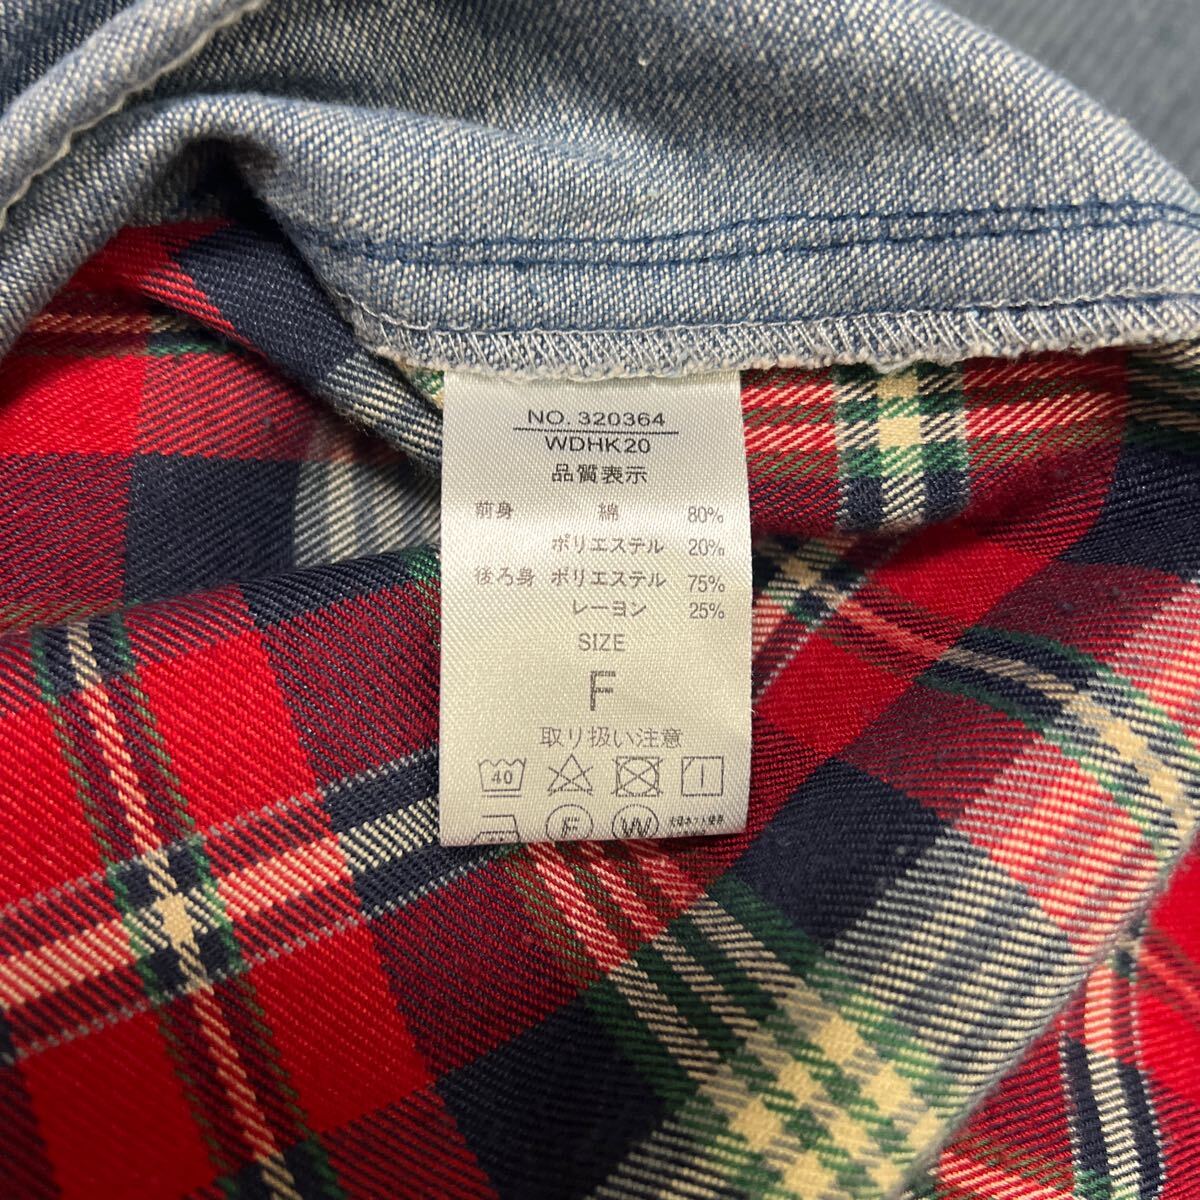 NO. 320364
WDHK20
品質表示
前身 綿 80%
ポリエステル 20%
後ろ身 ポリエステル 75%
レーヨン 25%
SIZE
F
取り扱い注意
40
F W